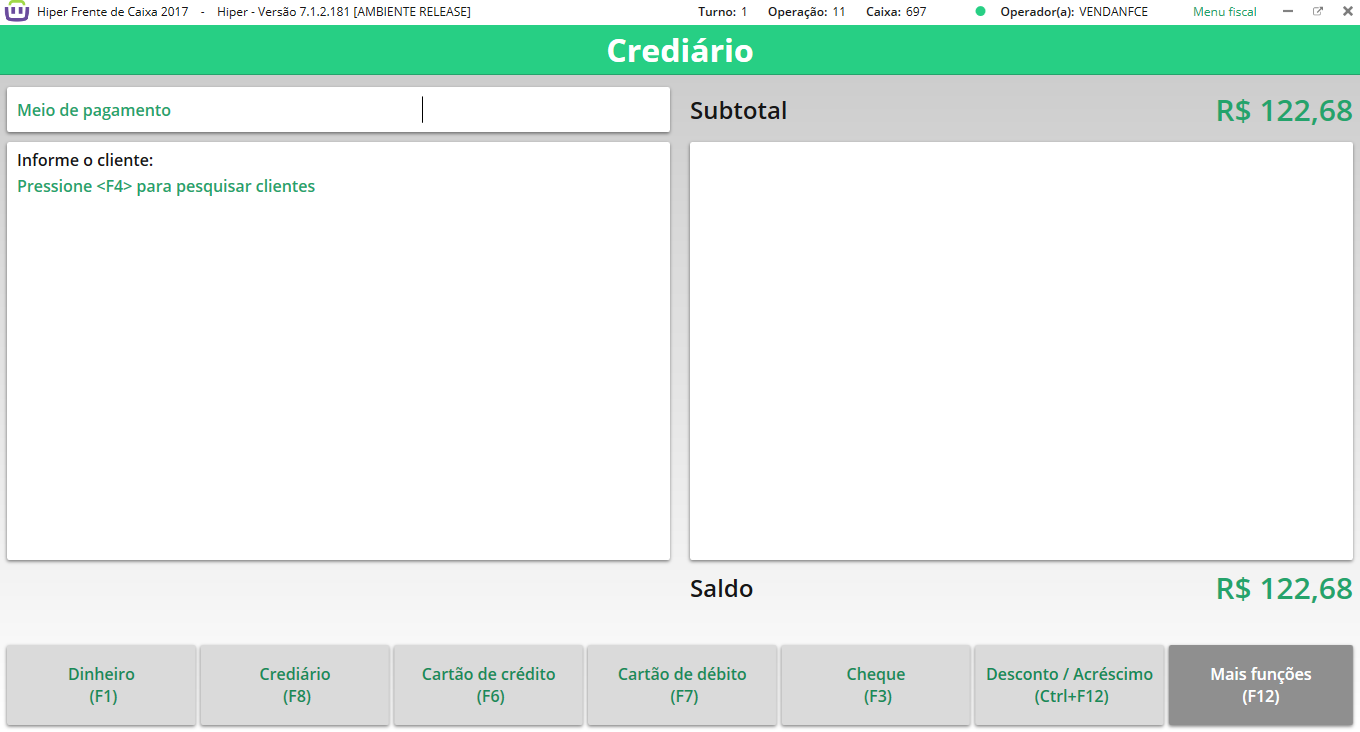 Hiper Frente de Caixa 2017 - Hiper - Versão 7.1.2.181 [AMBIENTE RELEASE] Turno: 1 Operação: 11 Caixa: 697 Operador(a): VENDANFCE Menu fiscal
Crediário
Meio de pagamento
Subtotal R$ 122,68
Informe o cliente:
Pressione <F4> para pesquisar clientes
Saldo R$ 122,68
Dinheiro
(F1)
Crediário
(F8)
Cartão de crédito
(F6)
Cartão de débito
(F7)
Cheque
(F3)
Desconto / Acréscimo
(Ctrl+F12)
Mais funções
(F12)